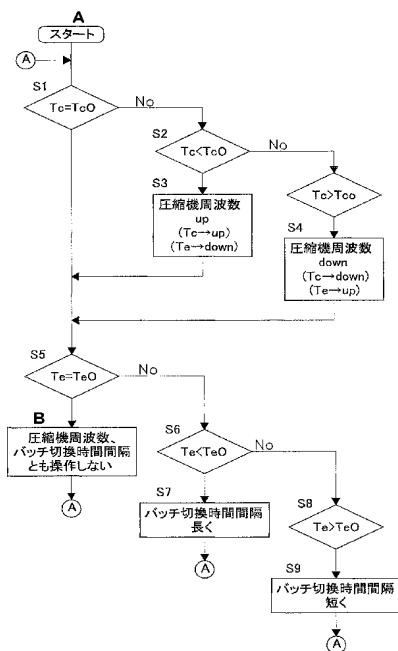 A
スタート
A
S1
Tc=TcO
No
S2
Tc<TcO
No
S3
圧縮機周波数
up
(Tc→up)
(Te→down)
Tc>Tco
S4
圧縮機周波数
down
(Tc→down)
(Te→up)
S5
Te=TeO
No
B
圧縮機周波数、
バッチ切換時間間隔
とも操作しない
A
S6
Te<TeO
No
S7
バッチ切換時間間隔
長く
A
S8
Te>TeO
S9
バッチ切換時間間隔
短く
A